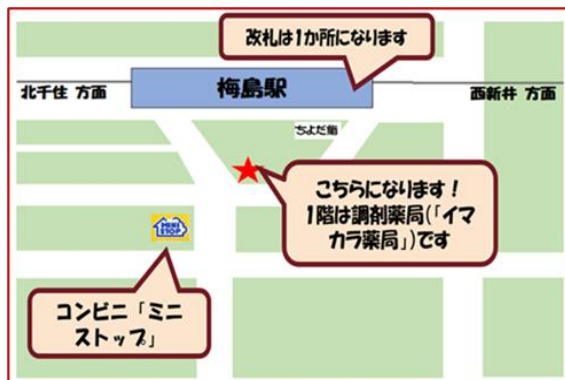 改札は1か所になります
北千住 方面
梅島駅
西新井 方面
ちよだ鮨
こちらになります!
1階は調剤薬局(「イマ
カラ薬局」)です
MINI
STOP
コンビニ「ミニ
ストップ」